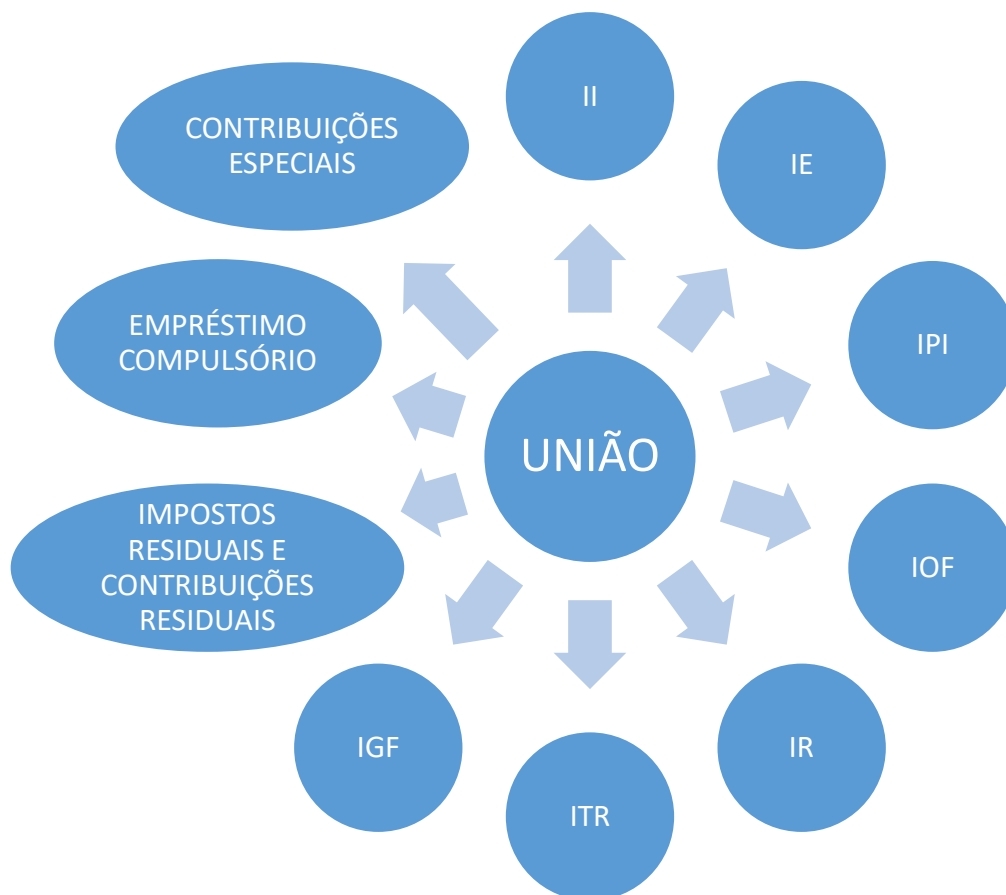 II
CONTRIBUIÇÕES
ESPECIAIS
IE
EMPRÉSTIMO
COMPULSÓRIO
IPI
UNIÃO
IMPOSTOS
RESIDUAIS E
CONTRIBUIÇÕES
RESIDUAIS
IOF
IGF
IR
ITR